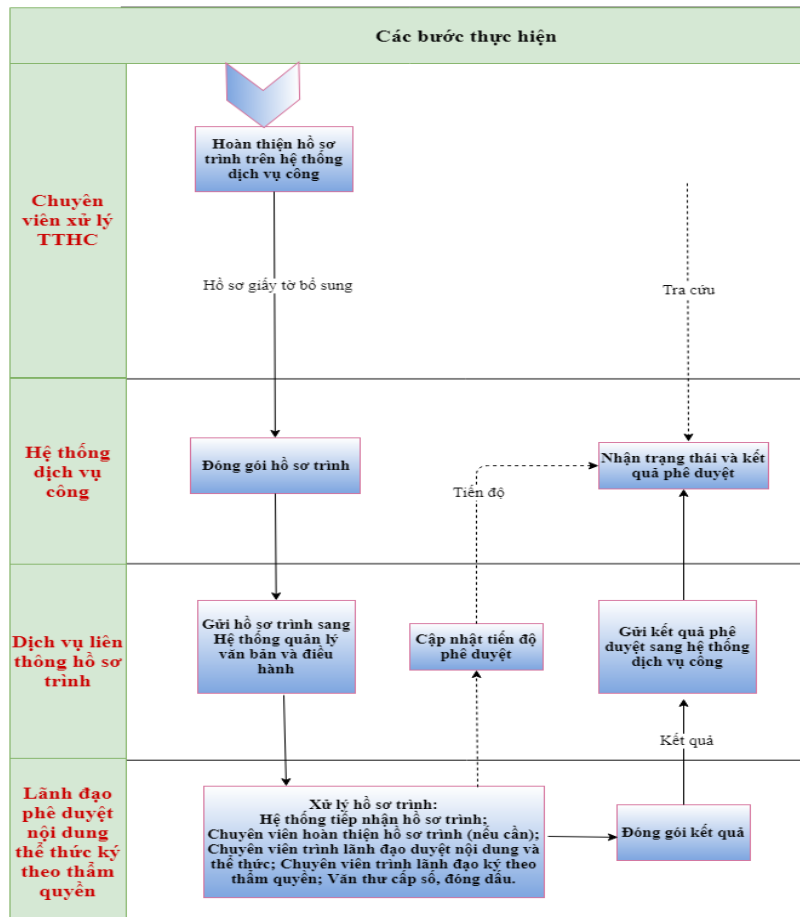 Các bước thực hiện
Chuyên
viên xử lý
TTHC
Hoàn thiện hồ sơ
trình trên hệ thống
dịch vụ công
Hồ sơ giấy tờ bổ sung
Tra cứu
Hệ thống
dịch vụ
công
Đóng gói hồ sơ trình
Tiến độ
Nhận trạng thái và kết
quả phê duyệt
Dịch vụ liên
thông hồ sơ
trình
Gửi hồ sơ trình sang
Hệ thống quản lý
văn bản và điều
hành
Cập nhật tiến độ
phê duyệt
Gửi kết quả phê
duyệt sang hệ thống
dịch vụ công
Kết quả
Lãnh đạo
phê duyệt
nội dung
thể thức ký
theo thẩm
quyền
Xử lý hồ sơ trình:
Hệ thống tiếp nhận hồ sơ trình;
Chuyên viên hoàn thiện hồ sơ trình (nếu cần);
Chuyên viên trình lãnh đạo duyệt nội dung và
thể thức; Chuyên viên trình lãnh đạo ký theo
thẩm quyền; Văn thư cấp số, đóng dấu.
Đóng gói kết quả